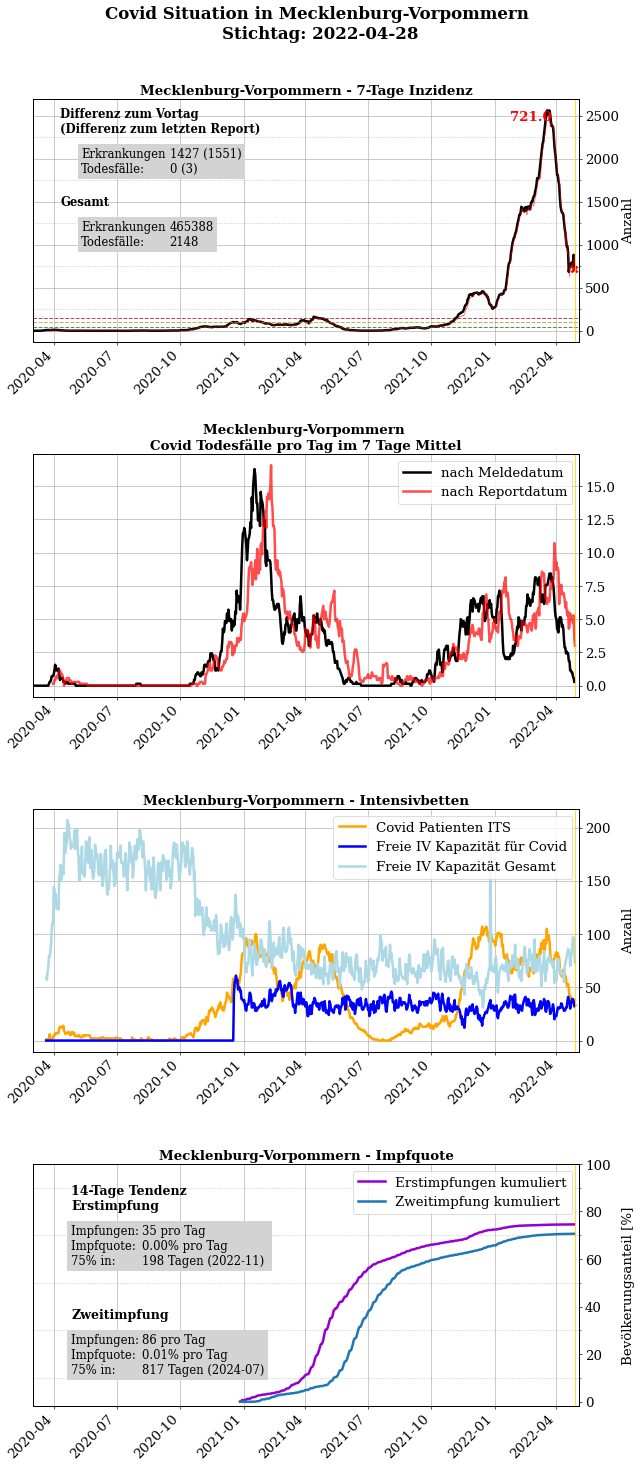 Covid Situation in Mecklenburg-Vorpommern
Stichtag: 2022-04-28
Mecklenburg-Vorpommern - 7-Tage Inzidenz
Differenz zum Vortag
(Differenz zum letzten Report)
Erkrankungen 1427 (1551)
Todesfälle: 0 (3)
Gesamt
Erkrankungen 465388
Todesfälle: 2148
2500
2000
1500
1000
500
0
Anzahl
2020-04
2020-07
2020-10
2021-01
2021-04
2021-07
2021-10
2022-01
2022-04
Mecklenburg-Vorpommern
Covid Todesfälle pro Tag im 7 Tage Mittel
nach Meldedatum
nach Reportdatum
15.0
12.5
10.0
7.5
5.0
2.5
0.0
2020-04
2020-07
2020-10
2021-01
2021-04
2021-07
2021-10
2022-01
2022-04
Mecklenburg-Vorpommern - Intensivbetten
Covid Patienten ITS
Freie IV Kapazität für Covid
Freie IV Kapazität Gesamt
200
150
100
50
0
Anzahl
2020-04
2020-07
2020-10
2021-01
2021-04
2021-07
2021-10
2022-01
2022-04
Mecklenburg-Vorpommern - Impfquote
14-Tage Tendenz
Erstimpfung
Impfungen: 35 pro Tag
Impfquote: 0.00% pro Tag
75% in: 198 Tagen (2022-11)
Zweitimpfung
Impfungen: 86 pro Tag
Impfquote: 0.01% pro Tag
75% in: 817 Tagen (2024-07)
Erstimpfungen kumuliert
Zweitimpfung kumuliert
100
80
60
40
20
0
Bevölkerungsanteil [%]
2020-04
2020-07
2020-10
2021-01
2021-04
2021-07
2021-10
2022-01
2022-04